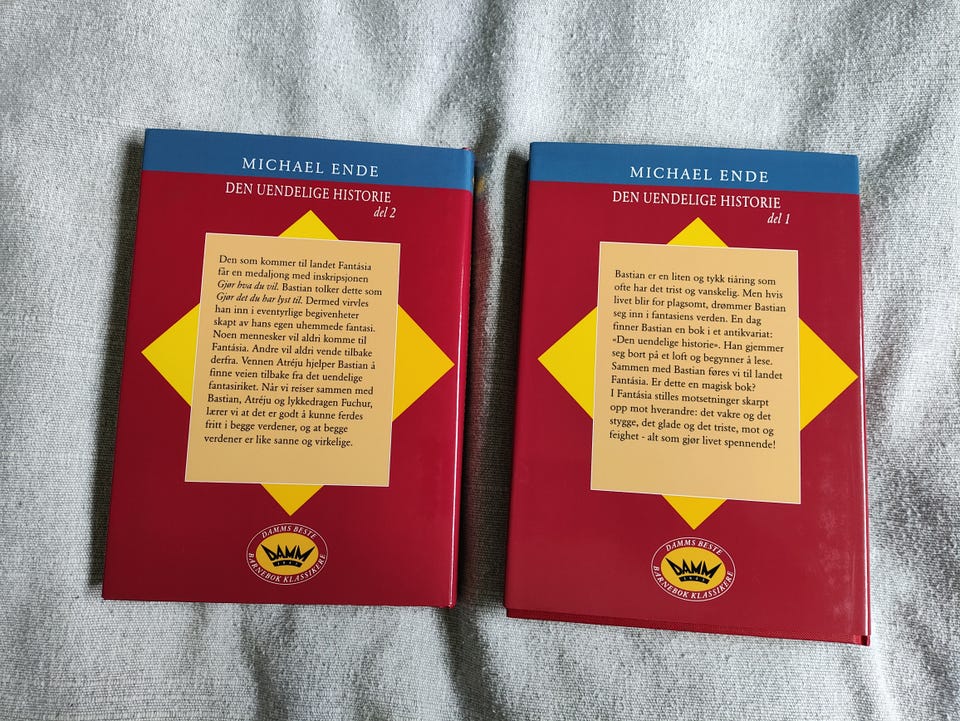 MICHAEL ENDE
DEN UENDELIGE HISTORIE
del 2
Den som kommer til landet Fantásia
får en medaljong med inskripsjonen
Gjør hva du vil. Bastian tolker dette som
Gjør det du har lyst til. Dermed virvles
han inn i eventyrlige begivenheter
skapt av hans egen uhemmede fantasi.
Noen mennesker vil aldri komme til
Fantásia. Andre vil aldri vende tilbake
derfra. Vennen Atréju hjelper Bastian å
finne veien tilbake fra det uendelige
fantasiriket. Når vi reiser sammen med
Bastian, Atréju og lykkedragen Fuchur,
lærer vi at det er godt å kunne ferdes
fritt i begge verdener, og at begge
verdener er like sanne og virkelige.
DAMMS BESTE
DAMM
1843
BARNEBOK KLASSIKERE
MICHAEL ENDE
DEN UENDELIGE HISTORIE
del 1
Bastian er en liten og tykk tiåring som
ofte har det trist og vanskelig. Men hvis
livet blir for plagsomt, drømmer Bastian
seg inn i fantasiens verden. En dag
finner Bastian en bok i et antikvariat:
«Den uendelige historie». Han gjemmer
seg bort på et loft og begynner å lese.
Sammen med Bastian føres vi til landet
Fantásia. Er dette en magisk bok?
I Fantásia stilles motsetninger skarpt
opp mot hverandre: det vakre og det
stygge, det glade og det triste, mot og
feighet - alt som gjør livet spennende!
DAMMS BESTE
DAMM
1843
BARNEBOK KLASSIKERE